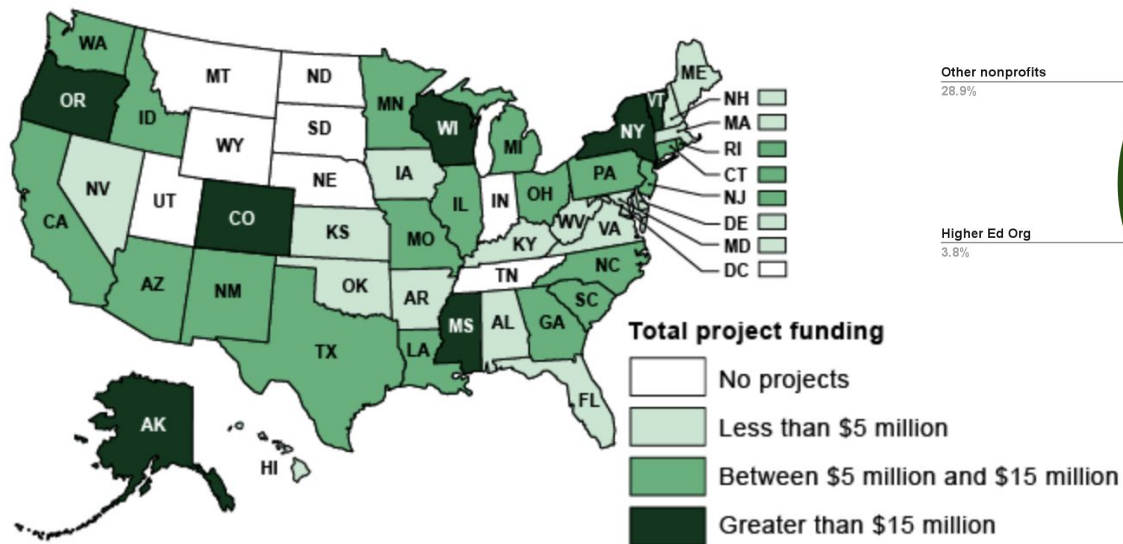 WA
MT
ND
ME
OR
MN
VT
NH
ID
SD
WI
NY
MA
WY
MI
RI
CT
NV
NE
IA
PA
NJ
UT
IL
IN
OH
DE
CA
CO
WV
VA
MD
KS
MO
KY
DC
NC
TN
AZ
NM
OK
AR
SC
MS
AL
GA
TX
LA
FL
AK
HI
Total project funding
No projects
Less than $5 million
Between $5 million and $15 million
Greater than $15 million
Other nonprofits
28.9%
Higher Ed Org
3.8%